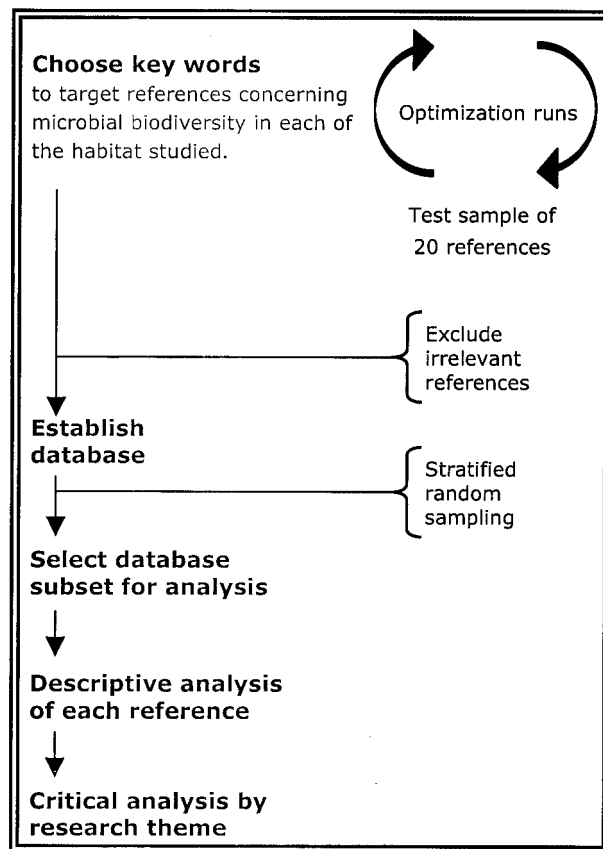 Choose key words
to target references concerning
microbial biodiversity in each of
the habitat studied.
Optimization runs
Test sample of
20 references
Exclude
irrelevant
references
Establish
database
Stratified
random
sampling
Select database
subset for analysis
Descriptive analysis
of each reference
Critical analysis by
research theme